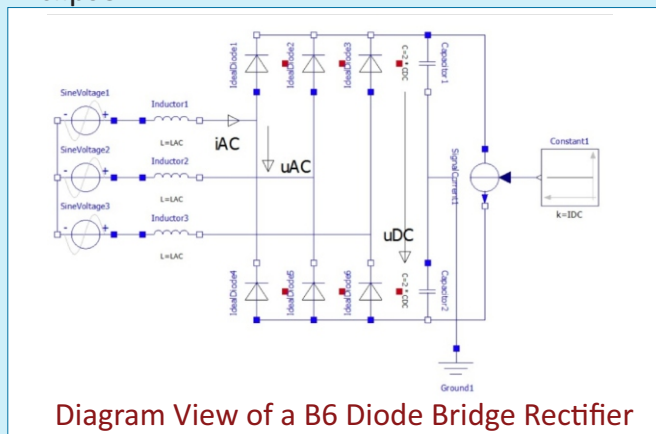 IdealDiode1
IdealDiode2
IdealDiode3
C=2 * CDC
Capacitor1
SineVoltage1
- +
Inductor1
L=LAC
iAC
uAC
SineVoltage2
- +
Inductor2
L=LAC
SignalCurrent1
Constant1
k=IDC
SineVoltage3
- +
Inductor3
L=LAC
uDC
IdealDiode4
IdealDiode5
IdealDiode6
C=2 * CDC
Capacitor2
Ground1
Diagram View of a B6 Diode Bridge Rectifier